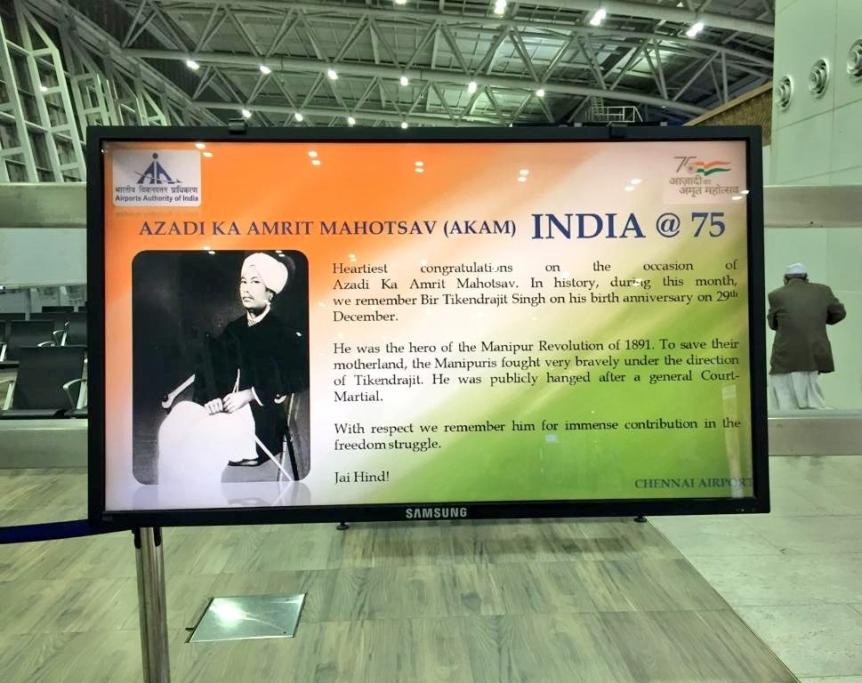 भारतीय विमानपत्तन प्राधिकरण
Airports Authority of India
75
आज़ादी का
अमृत महोत्सव
AZADI KA AMRIT MAHOTSAV (AKAM) INDIA @ 75
Heartiest congratulations on the occasion of
Azadi Ka Amrit Mahotsav. In history, during this month,
we remember Bir Tikendrajit Singh on his birth anniversary on 29th
December.
He was the hero of the Manipur Revolution of 1891. To save their
motherland, the Manipuris fought very bravely under the direction
of Tikendrajit. He was publicly hanged after a general Court-
Martial.
With respect we remember him for immense contribution in the
freedom struggle.
Jai Hind!
CHENNAI AIRPORT
SAMSUNG